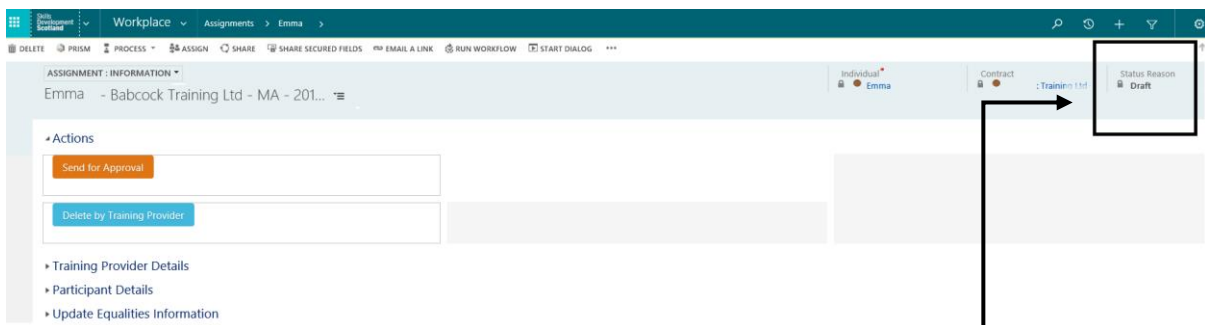 Skills Development Scotland Workplace Assignments > Emma >
DELETE PRISM PROCESS ASSIGN SHARE SHARE SECURED FIELDS EMAIL A LINK RUN WORKFLOW START DIALOG ...
ASSIGNMENT : INFORMATION
Emma - Babcock Training Ltd - MA - 201...
Individual*
Emma
Contract
: Training Ltd
Status Reason
Draft
Actions
Send for Approval
Delete by Training Provider
Training Provider Details
Participant Details
Update Equalities Information